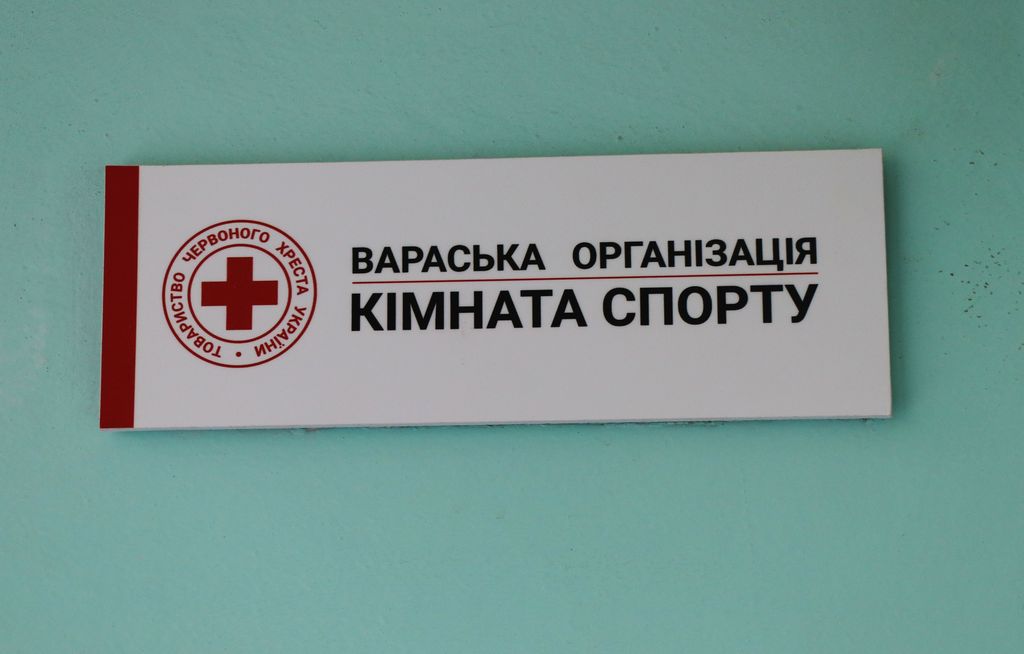 ТОВАРИСТВО ЧЕРВОНОГО ХРЕСТА УКРАЇНИ •
ВАРАСЬКА ОРГАНІЗАЦІЯ
КІМНАТА СПОРТУ